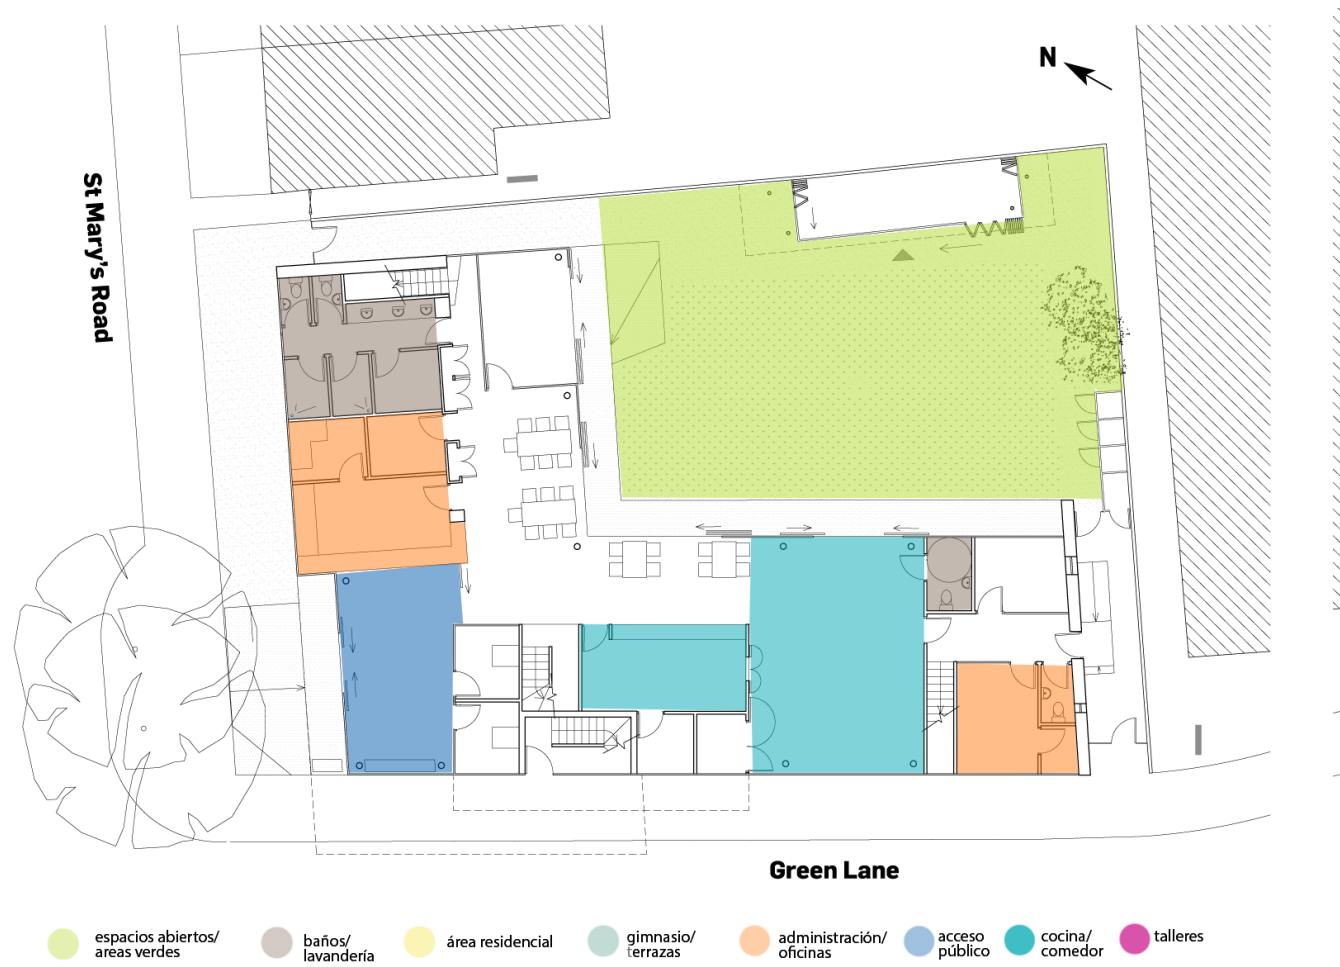 N
St Mary's Road
Green Lane
espacios abiertos/
areas verdes
baños/
lavandería
área residencial
gimnasio/
terrazas
administración/
oficinas
acceso
público
cocina/
comedor
talleres